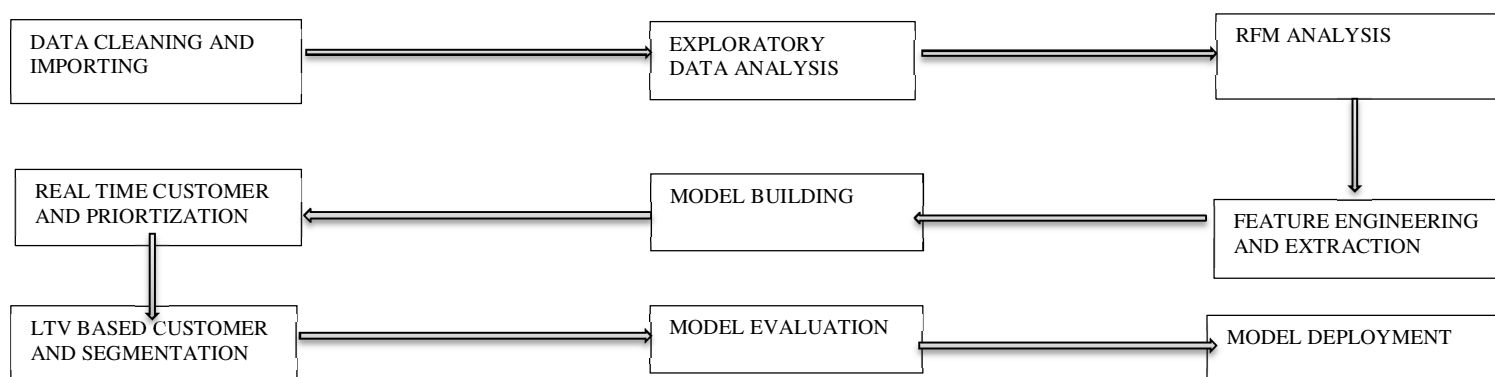 DATA CLEANING AND
IMPORTING
EXPLORATORY
DATA ANALYSIS
RFM ANALYSIS
REAL TIME CUSTOMER
AND PRIORTIZATION
MODEL BUILDING
FEATURE ENGINEERING
AND EXTRACTION
LTV BASED CUSTOMER
AND SEGMENTATION
MODEL EVALUATION
MODEL DEPLOYMENT